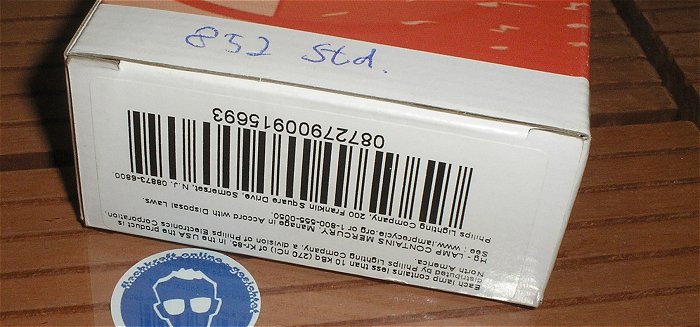 852 Std.
Each lamp contains less than 10 kBq (270 nCi) of Kr-85 in the USA the product is
distributed by Philips Lighting Company, a division of Philips Electronics Corporation
North America.
HG - LAMP CONTAINS MERCURY, Manage in Accord with Disposal Laws.
See : www.lamprecycle.org or 1-800-555-0050.
Philips Lighting Company, 200 Franklin Square Drive, Somerset, N.J. 08873-6800
087279000915693
flachkraft-online-gesichtet